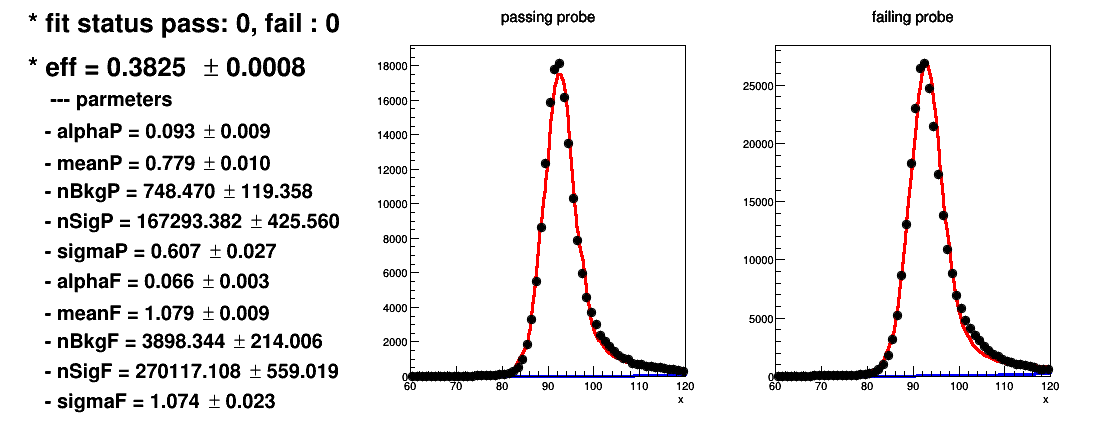 * fit status pass: 0, fail : 0
* eff = 0.3825 ± 0.0008
--- parmeters
- alphaP = 0.093 ± 0.009
- meanP = 0.779 ± 0.010
- nBkgP = 748.470 ± 119.358
- nSigP = 167293.382 ± 425.560
- sigmaP = 0.607 ± 0.027
- alphaF = 0.066 ± 0.003
- meanF = 1.079 ± 0.009
- nBkgF = 3898.344 ± 214.006
- nSigF = 270117.108 ± 559.019
- sigmaF = 1.074 ± 0.023
passing probe
18000
16000
14000
12000
10000
8000
6000
4000
2000
0
60 70 80 90 100 110 120
x
failing probe
25000
20000
15000
10000
5000
0
60 70 80 90 100 110 120
x